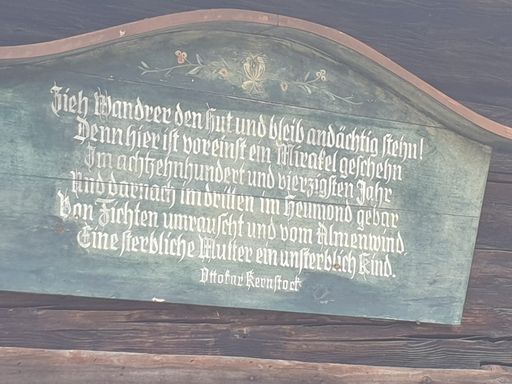 Zieh Wandrer den Hut und bleib andächtig stehn!
Denn hier ist voreinst ein Mirakel geschehn
Im achtzehnhundert und vierzigsten Jahr
Und darnach im dritten im Heumond gebar
Von Fichten umrauscht und vom Almenwind,
Eine sterbliche Mutter ein unsterblich Kind.
Ottokar Kernstock